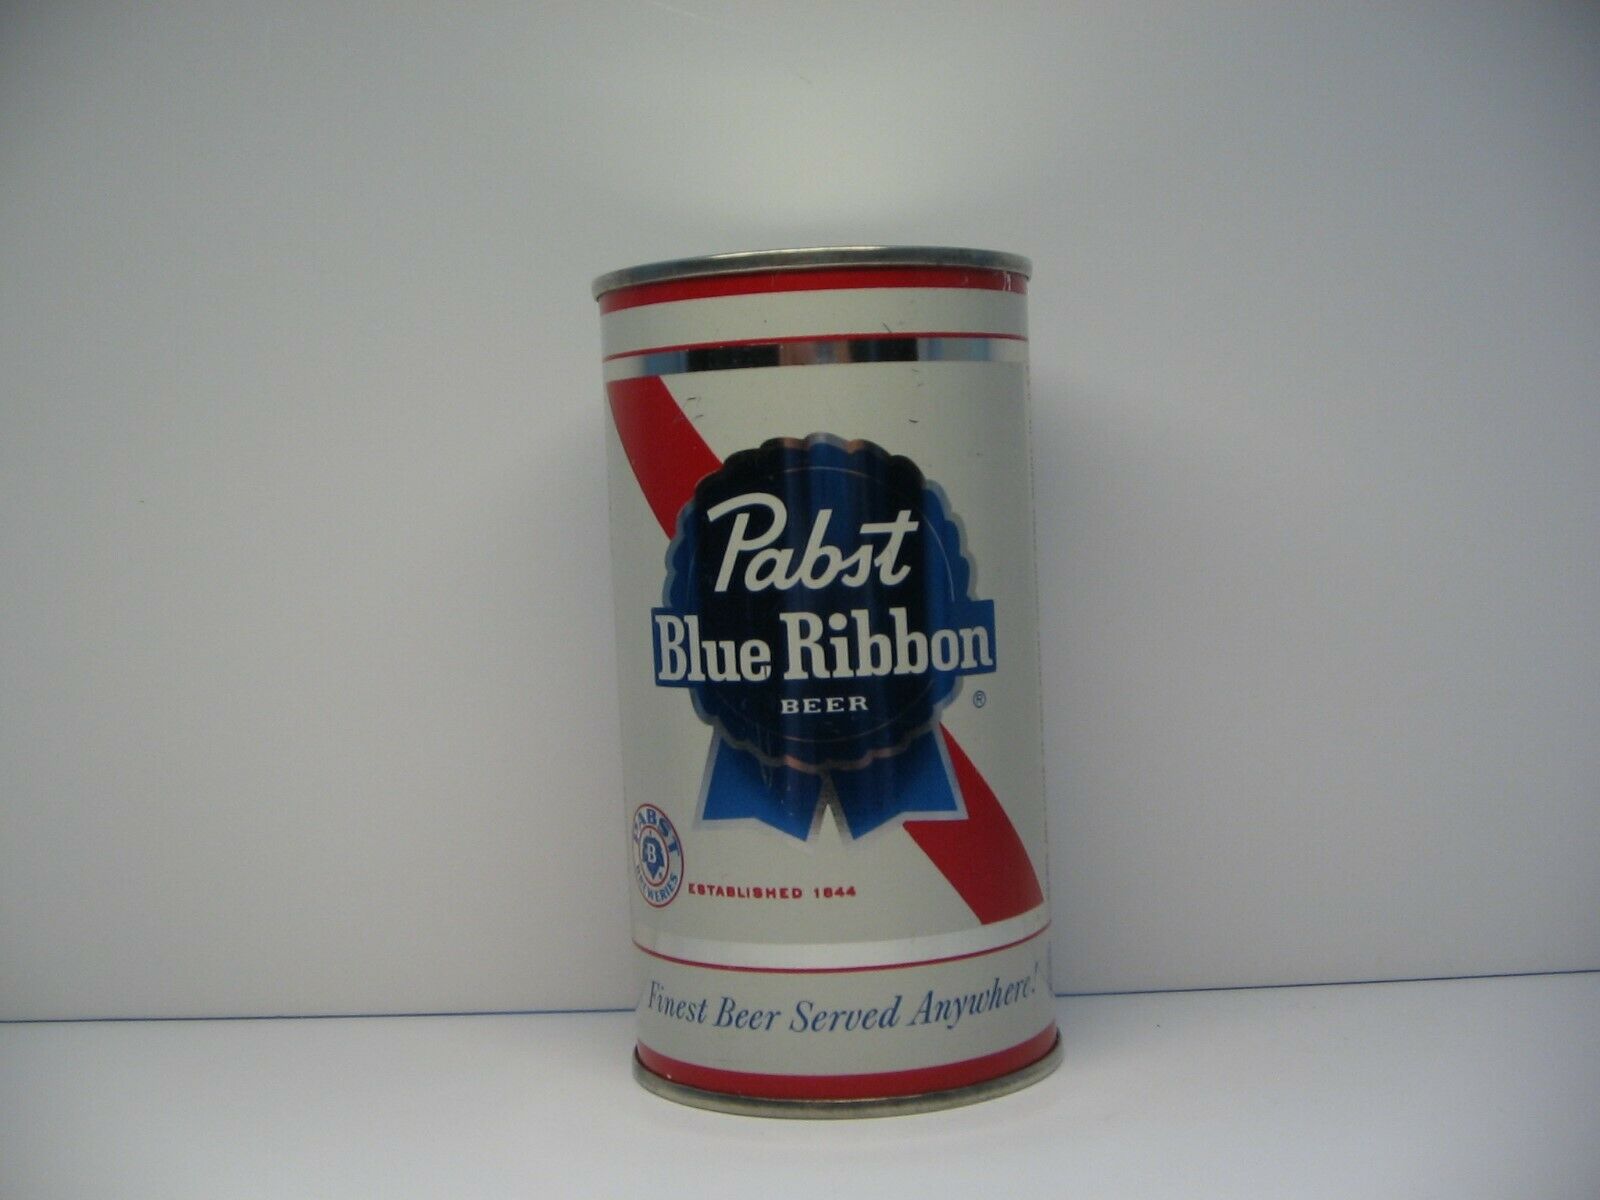 Pabst
Blue Ribbon
BEER
®
PABST
B
BREWERIES
ESTABLISHED 1844
Finest Beer Served Anywhere!